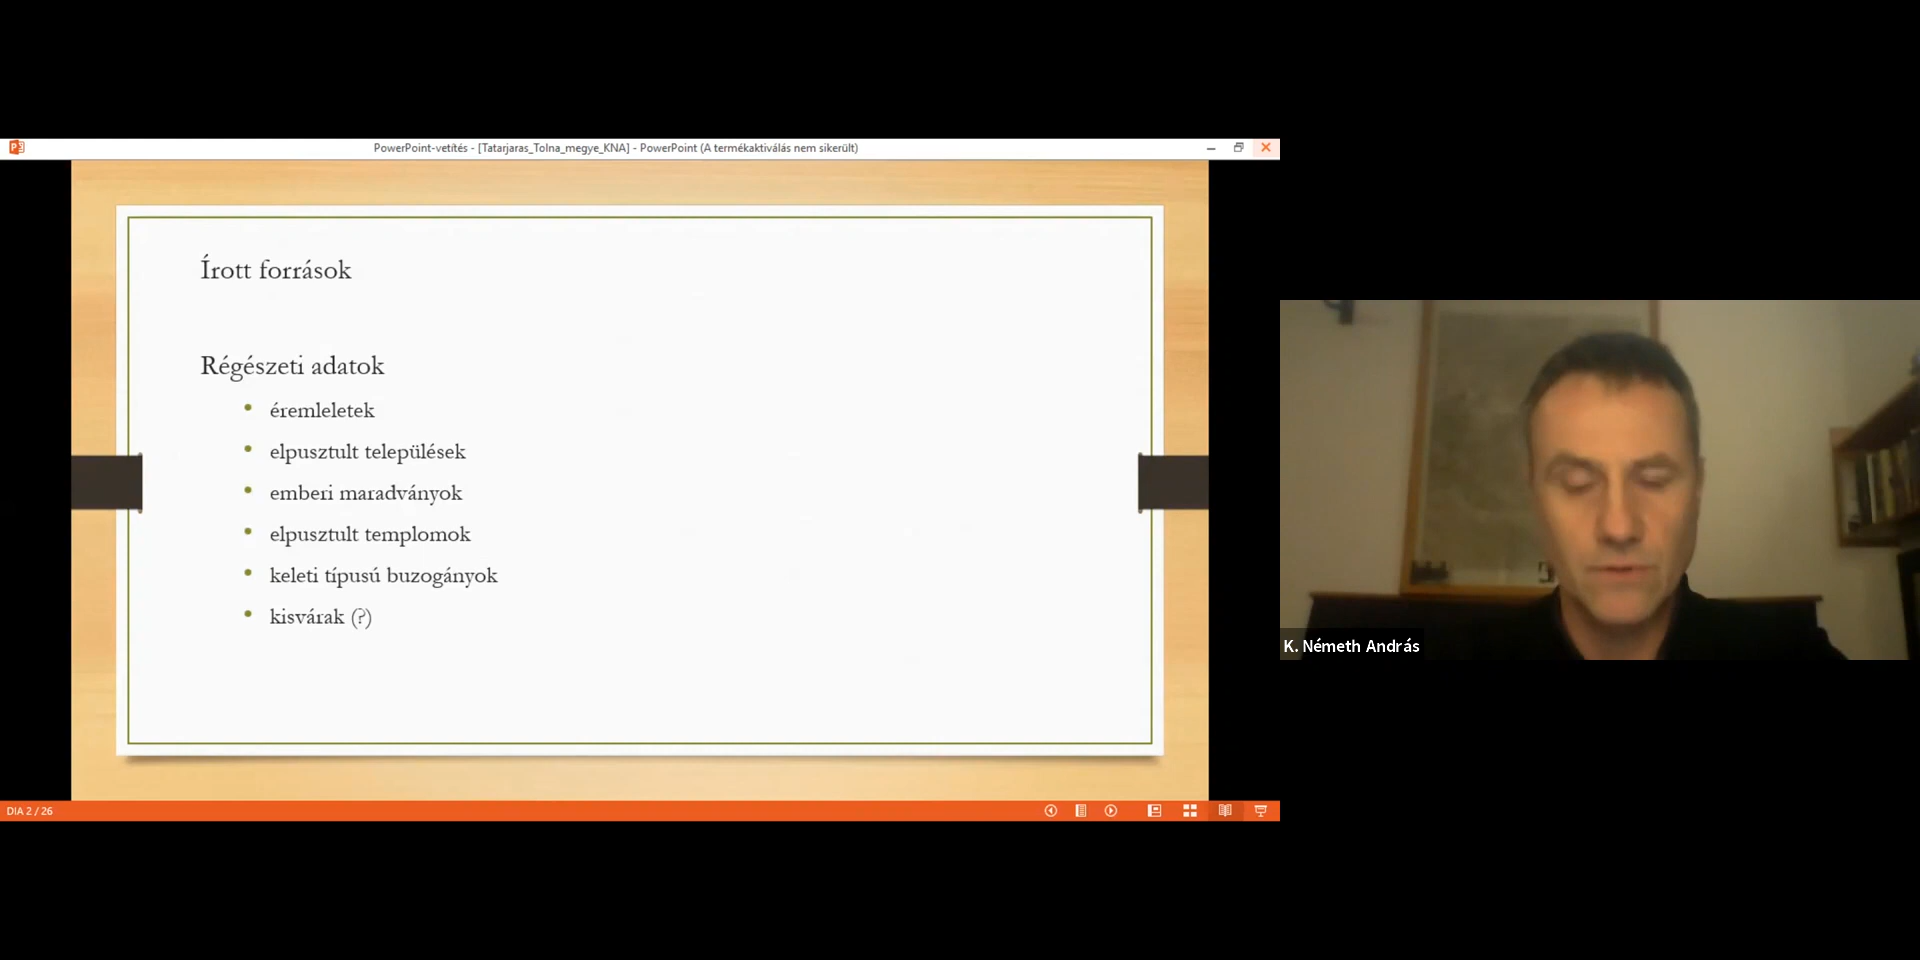 PowerPoint-vetítés - [Tatarjaras_Tolna_megye_KNA] - PowerPoint (A termékaktiválás nem sikerült)
Írott források
Régészeti adatok
• éremleletek
• elpusztult települések
• emberi maradványok
• elpusztult templomok
• keleti típusú buzogányok
• kisvárak (?)
DIA 2 / 26
K. Németh András